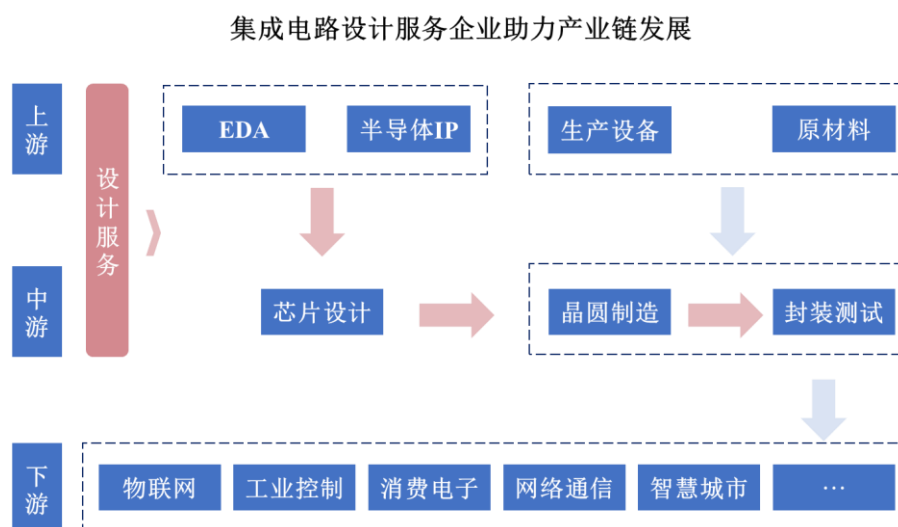 集成电路设计服务企业助力产业链发展
上游
设计服务
EDA
半导体IP
生产设备
原材料
中游
芯片设计
晶圆制造
封装测试
下游
物联网
工业控制
消费电子
网络通信
智慧城市
…